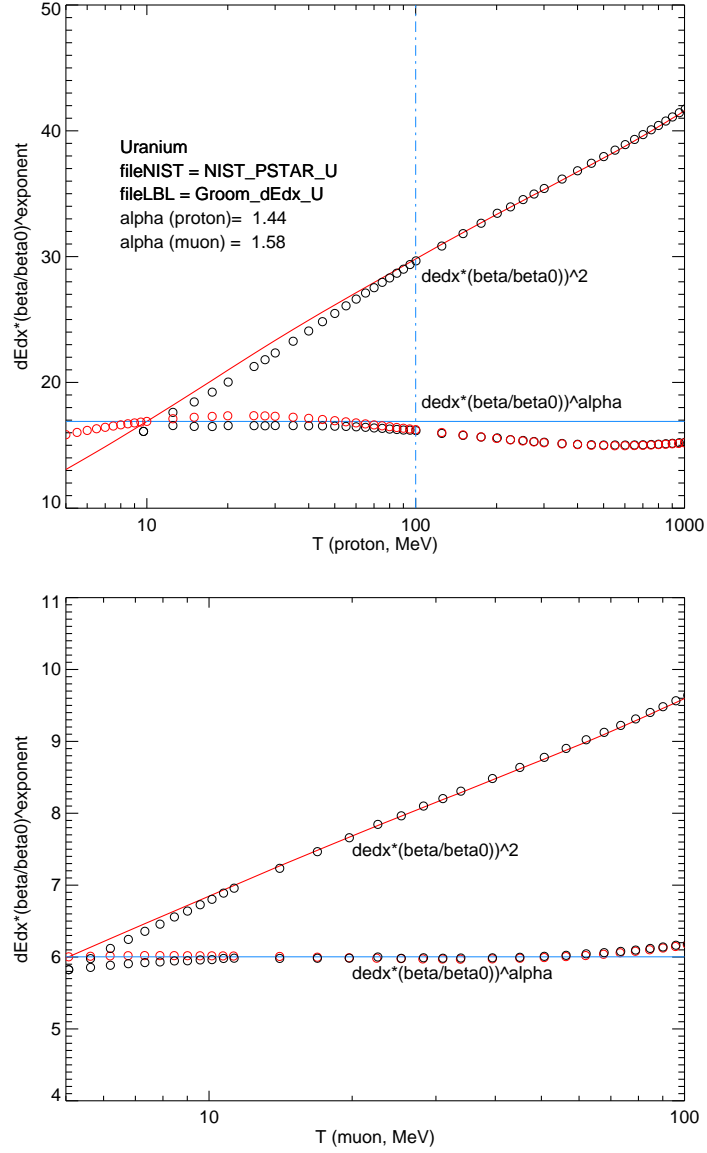 50
40
30
20
10
dEdx*(beta/beta0)^exponent
Uranium
fileNIST = NIST_PSTAR_U
fileLBL = Groom_dEdx_U
alpha (proton)=  1.44
alpha (muon) =  1.58
dedx*(beta/beta0))^2
dedx*(beta/beta0))^alpha
10
100
1000
T (proton, MeV)
11
10
9
8
7
6
5
4
dEdx*(beta/beta0)^exponent
dedx*(beta/beta0))^2
dedx*(beta/beta0))^alpha
10
100
T (muon, MeV)